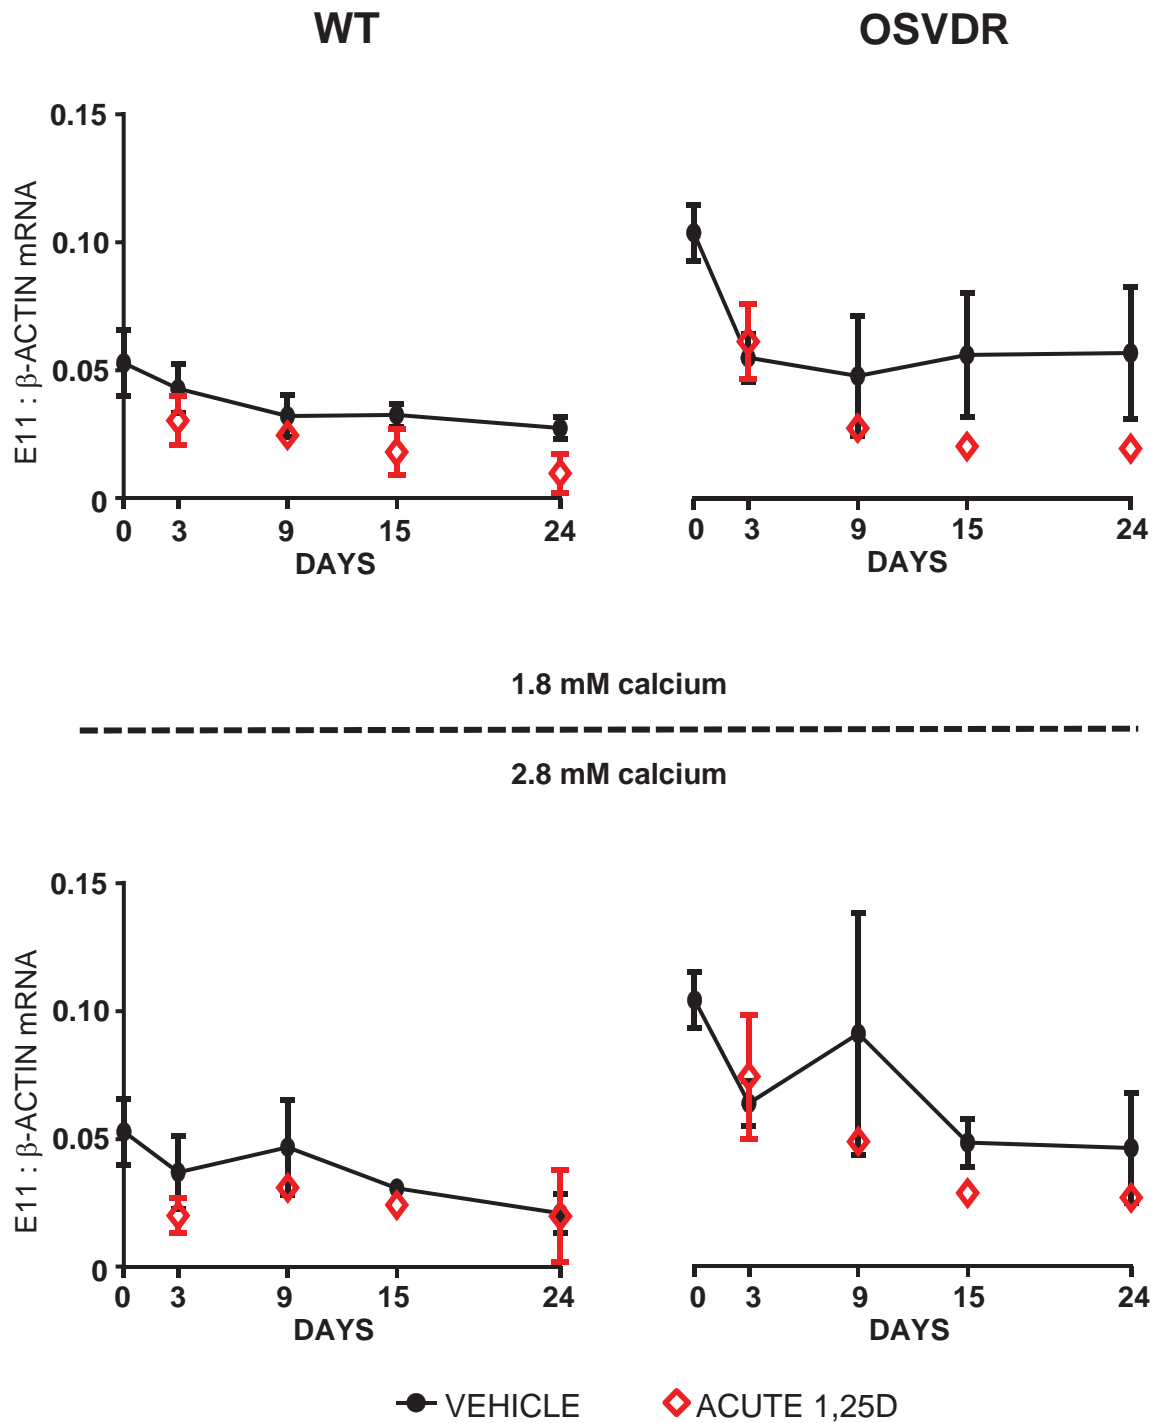 WT
OSVDR
E11 : β-ACTIN mRNA
0.15
0.10
0.05
0
0 3 9 15 24
DAYS
0 3 9 15 24
DAYS
1.8 mM calcium
2.8 mM calcium
E11 : β-ACTIN mRNA
0.15
0.10
0.05
0
0 3 9 15 24
DAYS
0 3 9 15 24
DAYS
VEHICLE
ACUTE 1,25D